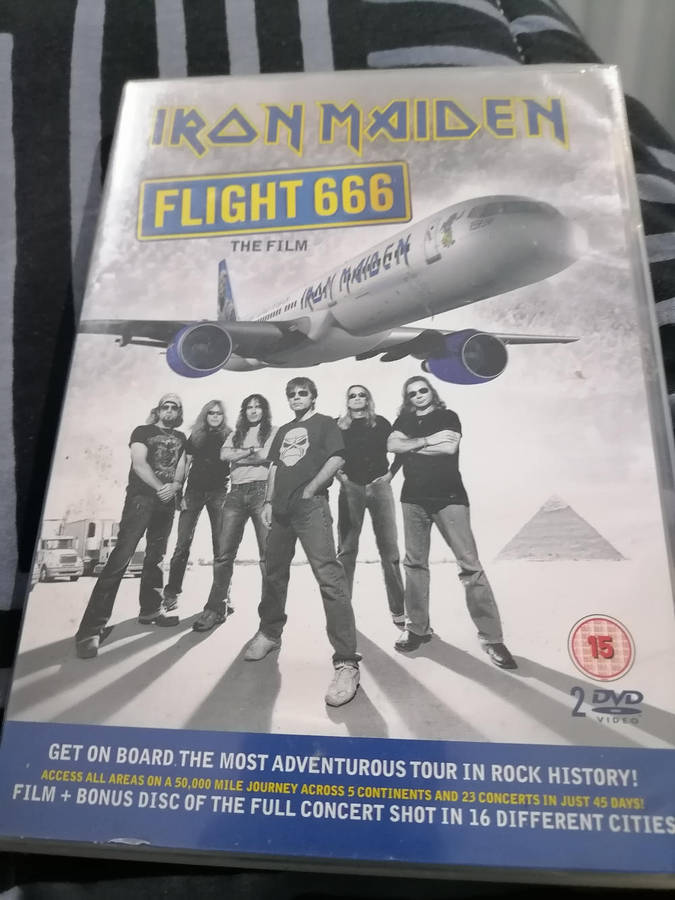 IRON MAIDEN
FLIGHT 666
THE FILM
IRON MAIDEN
15
2 DVD
VIDEO
GET ON BOARD THE MOST ADVENTUROUS TOUR IN ROCK HISTORY!
ACCESS ALL AREAS ON A 50,000 MILE JOURNEY ACROSS 5 CONTINENTS AND 23 CONCERTS IN JUST 45 DAYS!
FILM + BONUS DISC OF THE FULL CONCERT SHOT IN 16 DIFFERENT CITIES